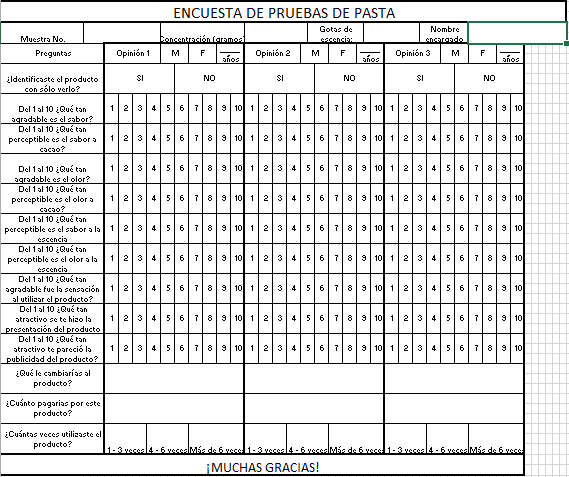 ENCUESTA DE PRUEBAS DE PASTA
Muestra No. Concentración (gramos Gotas de escencia: Nombre encargado
Preguntas Opinión 1 M F años Opinión 2 M F años Opinión 3 M F años
¿Identificaste el producto con sólo verlo? SI NO SI NO SI NO
Del 1 al 10 ¿Qué tan agradable es el sabor? 1 2 3 4 5 6 7 8 9 10 1 2 3 4 5 6 7 8 9 10 1 2 3 4 5 6 7 8 9 10
Del 1 al 10 ¿Qué tan perceptible es el sabor a cacao? 1 2 3 4 5 6 7 8 9 10 1 2 3 4 5 6 7 8 9 10 1 2 3 4 5 6 7 8 9 10
Del 1 al 10 ¿Qué tan agradable es el olor? 1 2 3 4 5 6 7 8 9 10 1 2 3 4 5 6 7 8 9 10 1 2 3 4 5 6 7 8 9 10
Del 1 al 10 ¿Qué tan perceptible es el olor a cacao? 1 2 3 4 5 6 7 8 9 10 1 2 3 4 5 6 7 8 9 10 1 2 3 4 5 6 7 8 9 10
Del 1 al 10 ¿Qué tan perceptible es el sabor a la escencia 1 2 3 4 5 6 7 8 9 10 1 2 3 4 5 6 7 8 9 10 1 2 3 4 5 6 7 8 9 10
Del 1 al 10 ¿Qué tan perceptible es el olor a la escencia 1 2 3 4 5 6 7 8 9 10 1 2 3 4 5 6 7 8 9 10 1 2 3 4 5 6 7 8 9 10
Del 1 al 10 ¿Qué tan agradable fue la sensación al utilizar el producto? 1 2 3 4 5 6 7 8 9 10 1 2 3 4 5 6 7 8 9 10 1 2 3 4 5 6 7 8 9 10
Del 1 al 10 ¿Qué tan atractivo se te hizo la presentación del producto 1 2 3 4 5 6 7 8 9 10 1 2 3 4 5 6 7 8 9 10 1 2 3 4 5 6 7 8 9 10
Del 1 al 10 ¿Qué tan atractivo te pareció la publicidad del producto? 1 2 3 4 5 6 7 8 9 10 1 2 3 4 5 6 7 8 9 10 1 2 3 4 5 6 7 8 9 10
¿Qué le cambiarías al producto?
¿Cuánto pagarías por este producto?
¿Cuántas veces utilizaste el producto? 1 - 3 veces 4 - 6 veces Más de 6 veces 1 - 3 veces 4 - 6 veces Más de 6 veces 1 - 3 veces 4 - 6 veces Más de 6 veces
¡MUCHAS GRACIAS!